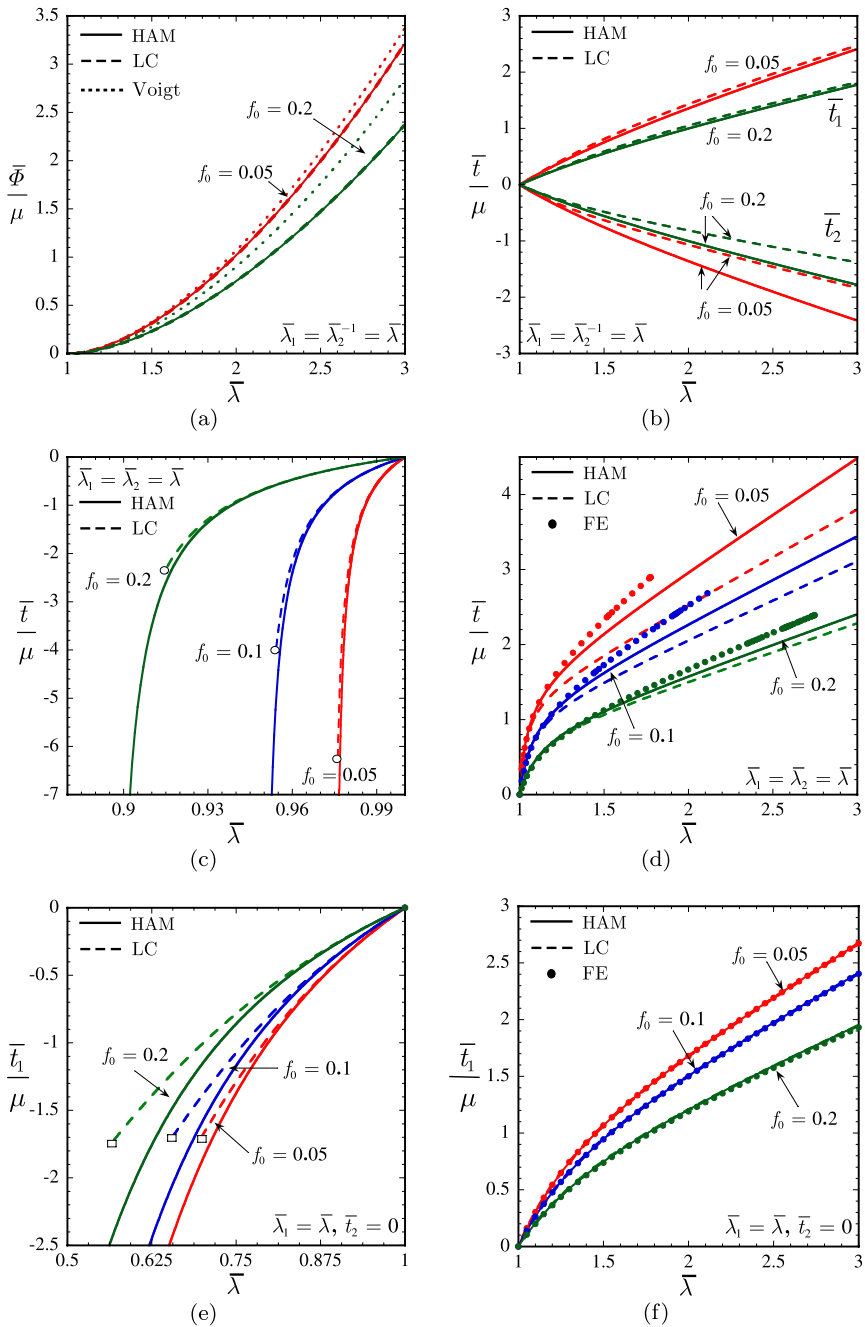 HAM
LC
Voigt
f₀ = 0.2
f₀ = 0.05
Φ̄/μ
3.5
3
2.5
2
1.5
1
0.5
0
1
1.5
2
2.5
3
λ̄₁ = λ̄₂⁻¹ = λ̄
λ̄
(a)
HAM
LC
f₀ = 0.05
t̄₁
f₀ = 0.2
t̄/μ
f₀ = 0.2
t̄₂
f₀ = 0.05
3
2
1
0
-1
-2
-3
1
1.5
2
2.5
3
λ̄₁ = λ̄₂⁻¹ = λ̄
λ̄
(b)
λ̄₁ = λ̄₂ = λ̄
HAM
LC
f₀ = 0.2
f₀ = 0.1
f₀ = 0.05
t̄/μ
0
-1
-2
-3
-4
-5
-6
-7
0.9
0.93
0.96
0.99
λ̄
(c)
HAM
LC
FE
f₀ = 0.05
f₀ = 0.2
f₀ = 0.1
t̄/μ
4
3
2
1
0
1
1.5
2
2.5
3
λ̄₁ = λ̄₂ = λ̄
λ̄
(d)
HAM
LC
f₀ = 0.2
f₀ = 0.1
f₀ = 0.05
t̄₁/μ
0
-0.5
-1
-1.5
-2
-2.5
0.5
0.625
0.75
0.875
1
λ̄₁ = λ̄, t̄₂ = 0
λ̄
(e)
HAM
LC
FE
f₀ = 0.05
f₀ = 0.1
f₀ = 0.2
t̄₁/μ
3
2.5
2
1.5
1
0.5
0
1
1.5
2
2.5
3
λ̄₁ = λ̄, t̄₂ = 0
λ̄
(f)